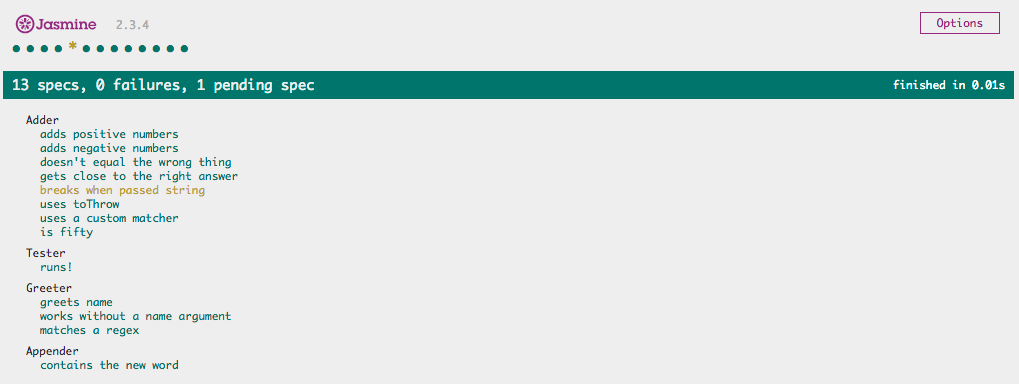 Jasmine 2.3.4 Options
••••*••••••••
13 specs, 0 failures, 1 pending spec finished in 0.01s
Adder
adds positive numbers
adds negative numbers
doesn't equal the wrong thing
gets close to the right answer
breaks when passed string
uses toThrow
uses a custom matcher
is fifty
Tester
runs!
Greeter
greets name
works without a name argument
matches a regex
Appender
contains the new word